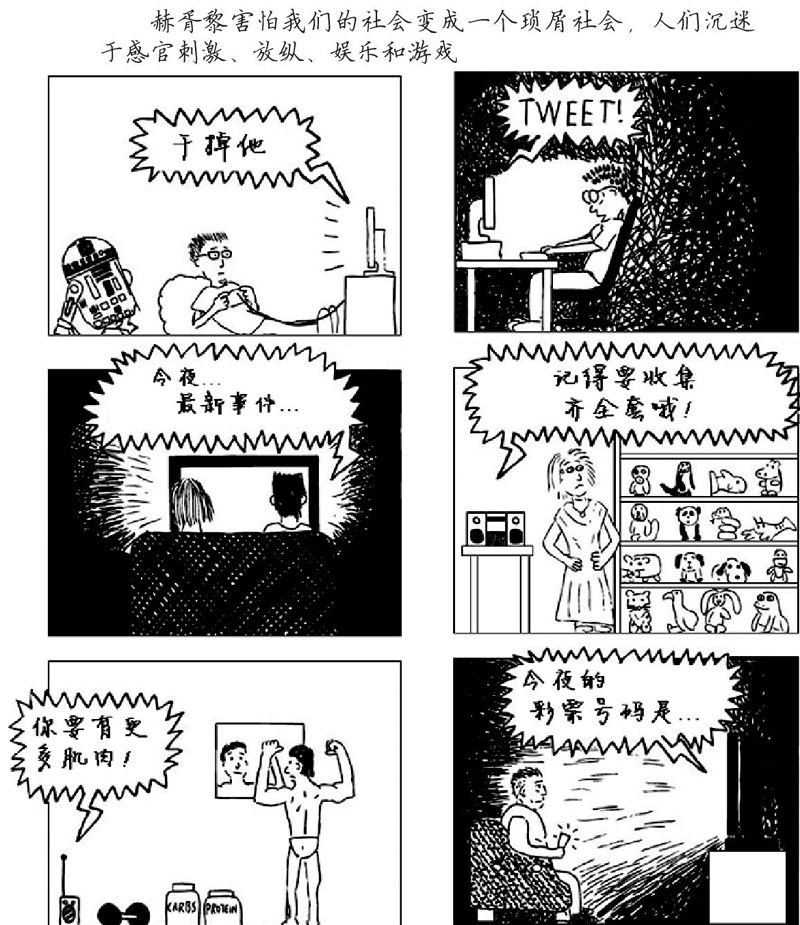 赫胥黎害怕我们的社会变成一个琐屑社会，人们沉迷
于感官刺激、放纵、娱乐和游戏
干掉他
TWEET!
今夜...
最新事件...
记得要收集
齐全套哦!
你要有更
多肌肉!
今夜的
彩票号码是...
KARBS
PROTEIN